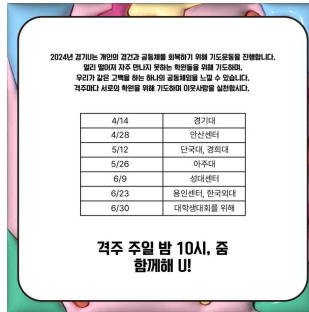 2024년 경기U는 개인의 경건과 공동체를 회복하기 위해 기도운동을 진행합니다.
멀리 떨어져 자주 만나지 못하는 학원들을 위해 기도하며,
우리가 같은 고백을 하는 하나의 공동체임을 느낄 수 있습니다.
격주마다 서로의 학원을 위해 기도하며 이웃사랑을 실천합시다.
4/14 경기대
4/28 안산센터
5/12 단국대, 경희대
5/26 아주대
6/9 성대센터
6/23 용인센터, 한국외대
6/30 대학생대회를 위해
격주 주일 밤 10시, 줌
함께해 U!